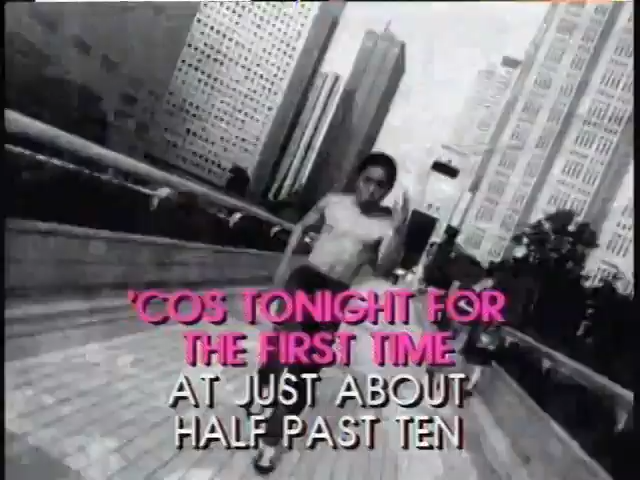 'COS TONIGHT FOR
THE FIRST TIME
AT JUST ABOUT
HALF PAST TEN